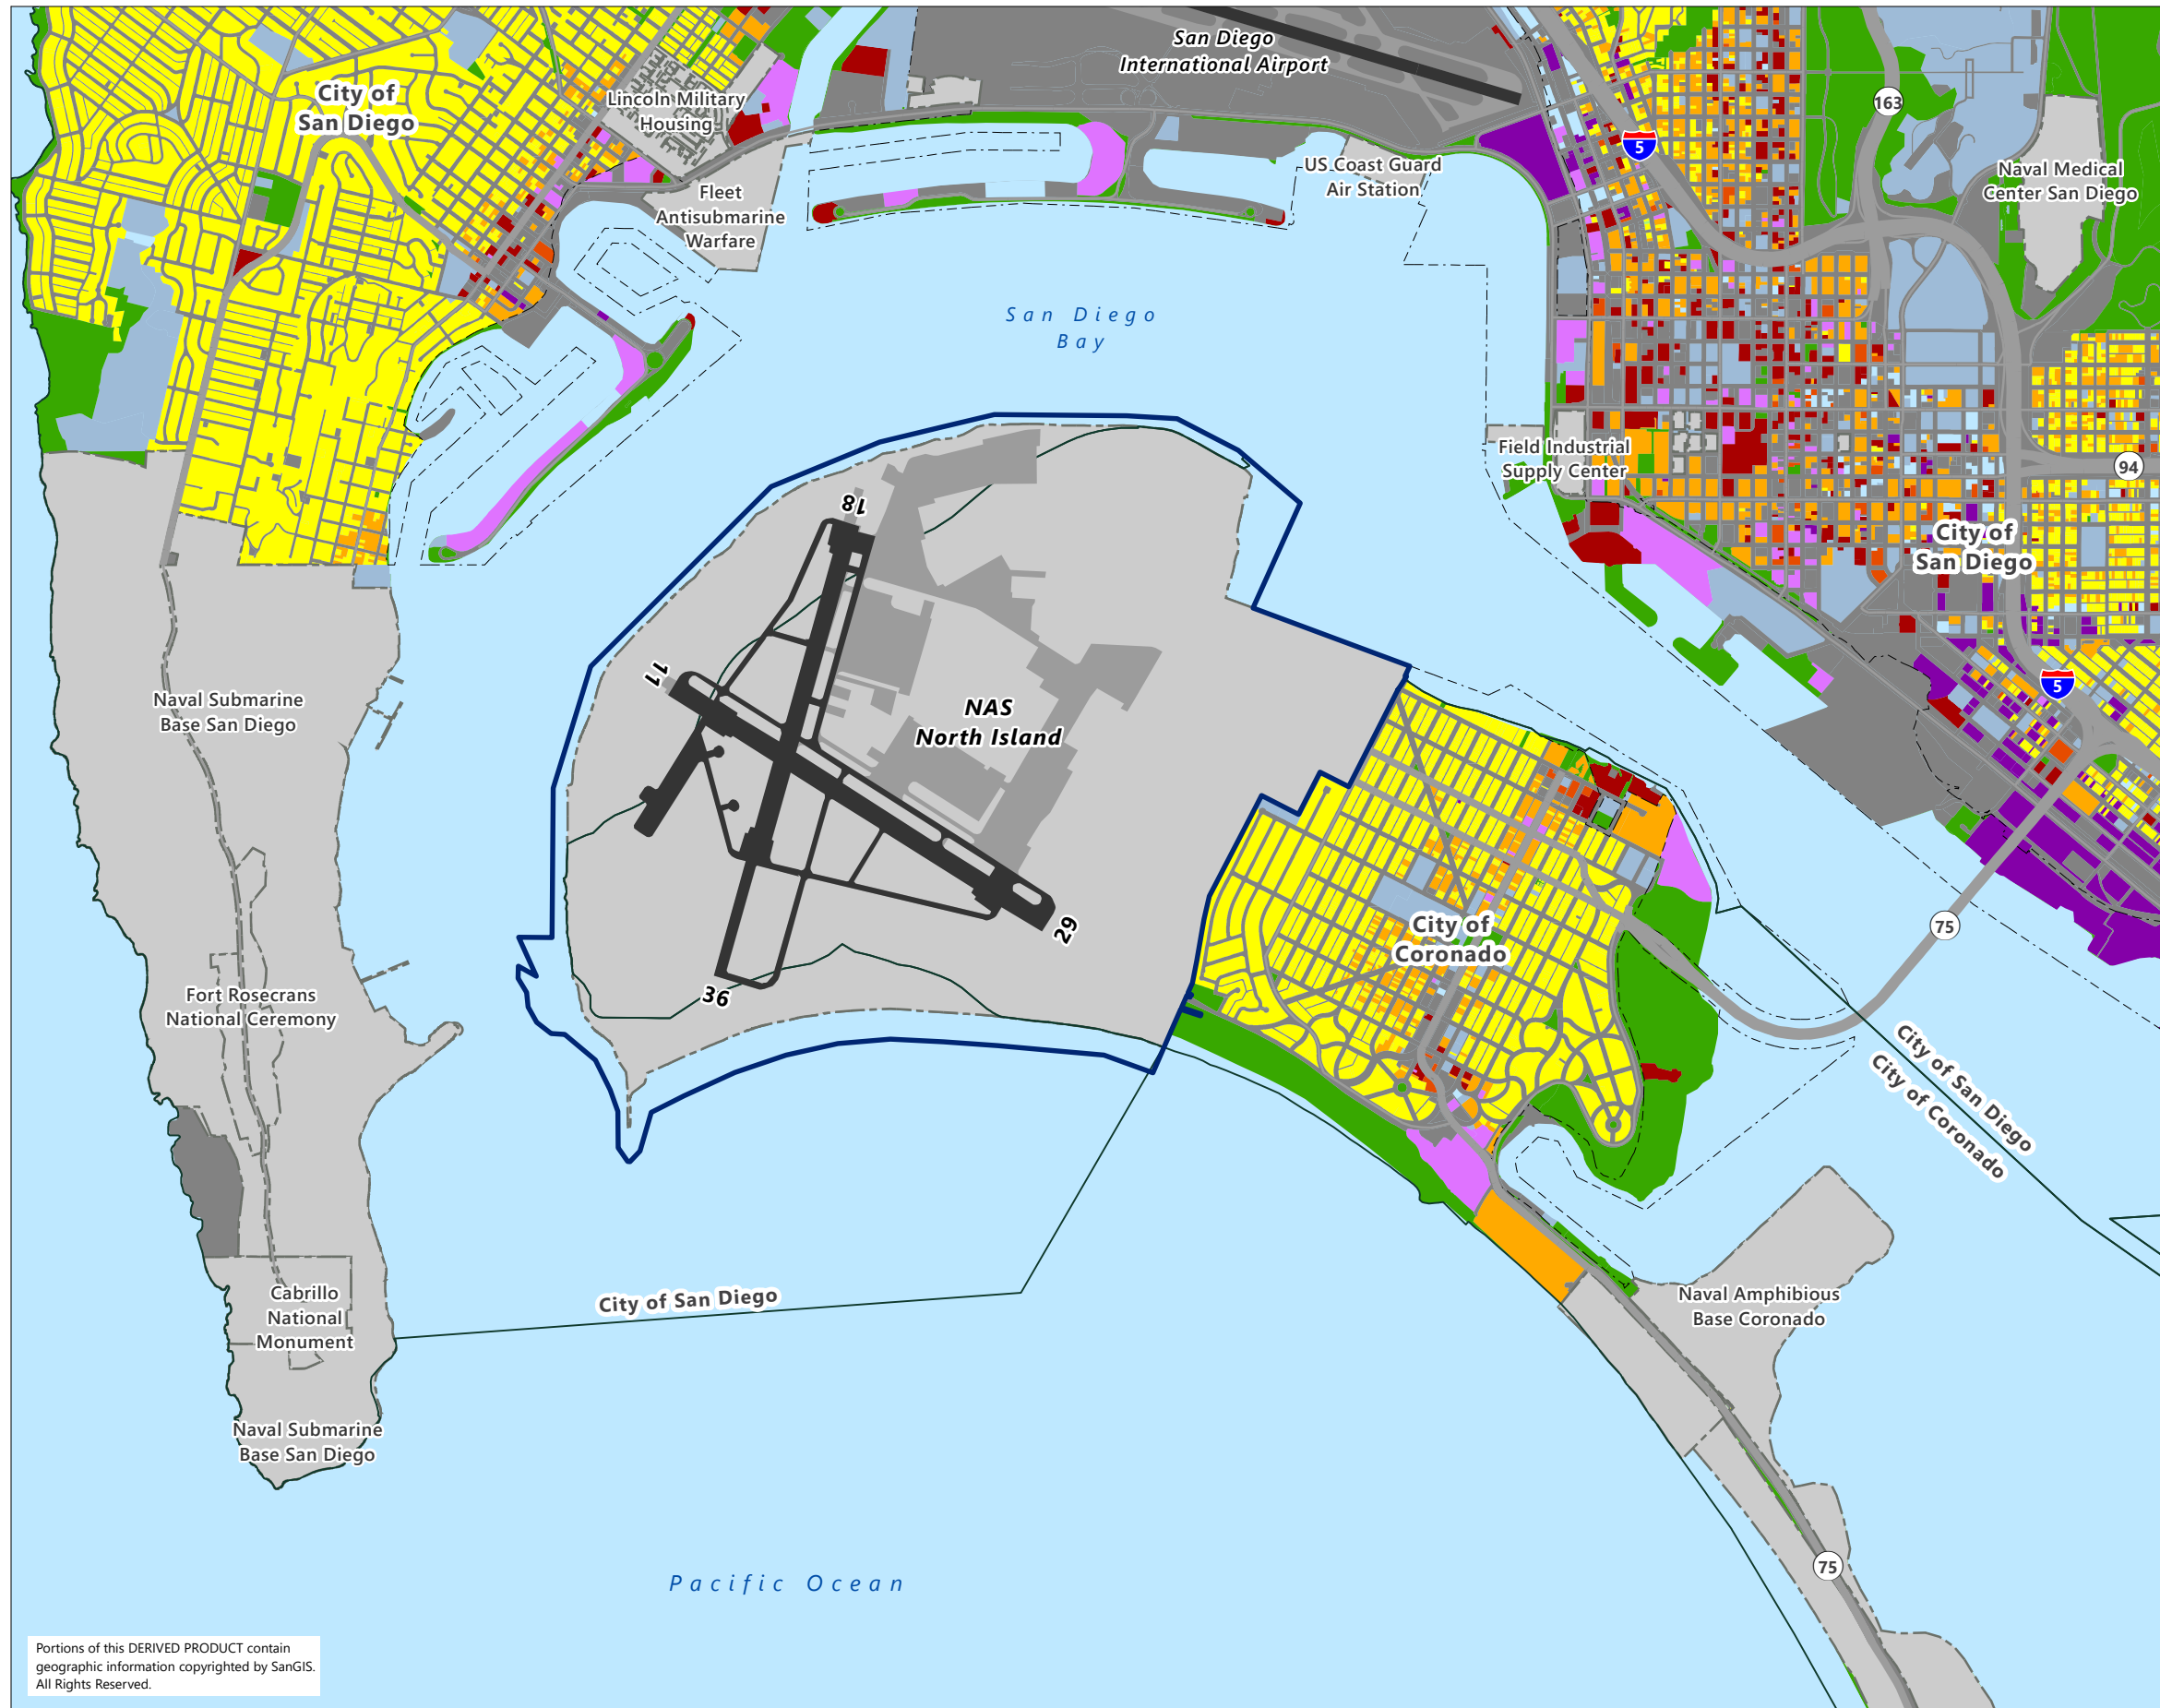 San Diego
International Airport
City of
San Diego
Lincoln Military
Housing
163
5
Fleet
Antisubmarine
Warfare
US Coast Guard
Air Station
Naval Medical
Center San Diego
San Diego
Bay
Field Industrial
Supply Center
94
18
City of
San Diego
11
5
Naval Submarine
Base San Diego
NAS
North Island
29
City of
Coronado
75
36
Fort Rosecrans
National Ceremony
City of San Diego
City of Coronado
Cabrillo
National
Monument
City of San Diego
Naval Amphibious
Base Coronado
Naval Submarine
Base San Diego
75
Pacific Ocean
Portions of this DERIVED PRODUCT contain
geographic information copyrighted by SanGIS.
All Rights Reserved.